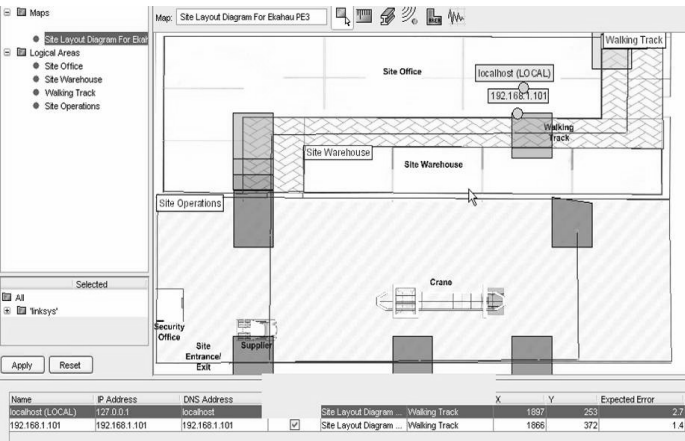 Maps
Map: Site Layout Diagram For Ekahau PE3
Site Layout Diagram For Ekah
Logical Areas
Site Office
Site Warehouse
Walking Track
Site Operations
Walking Track
Site Office
localhost (LOCAL)
192.168.1.101
Walking
Track
Site Warehouse
Site Warehouse
Site Operations
Crane
Security
Office
Site
Entrance/
Exit
Supplier
Selected
All
'linksys'
Apply Reset
Name IP Address DNS Address X Y Expected Error
localhost (LOCAL) 127.0.0.1 localhost Site Layout Diagram ... Walking Track 1897 253 2.7
192.168.1.101 192.168.1.101 192.168.1.101 Site Layout Diagram ... Walking Track 1866 372 1.4